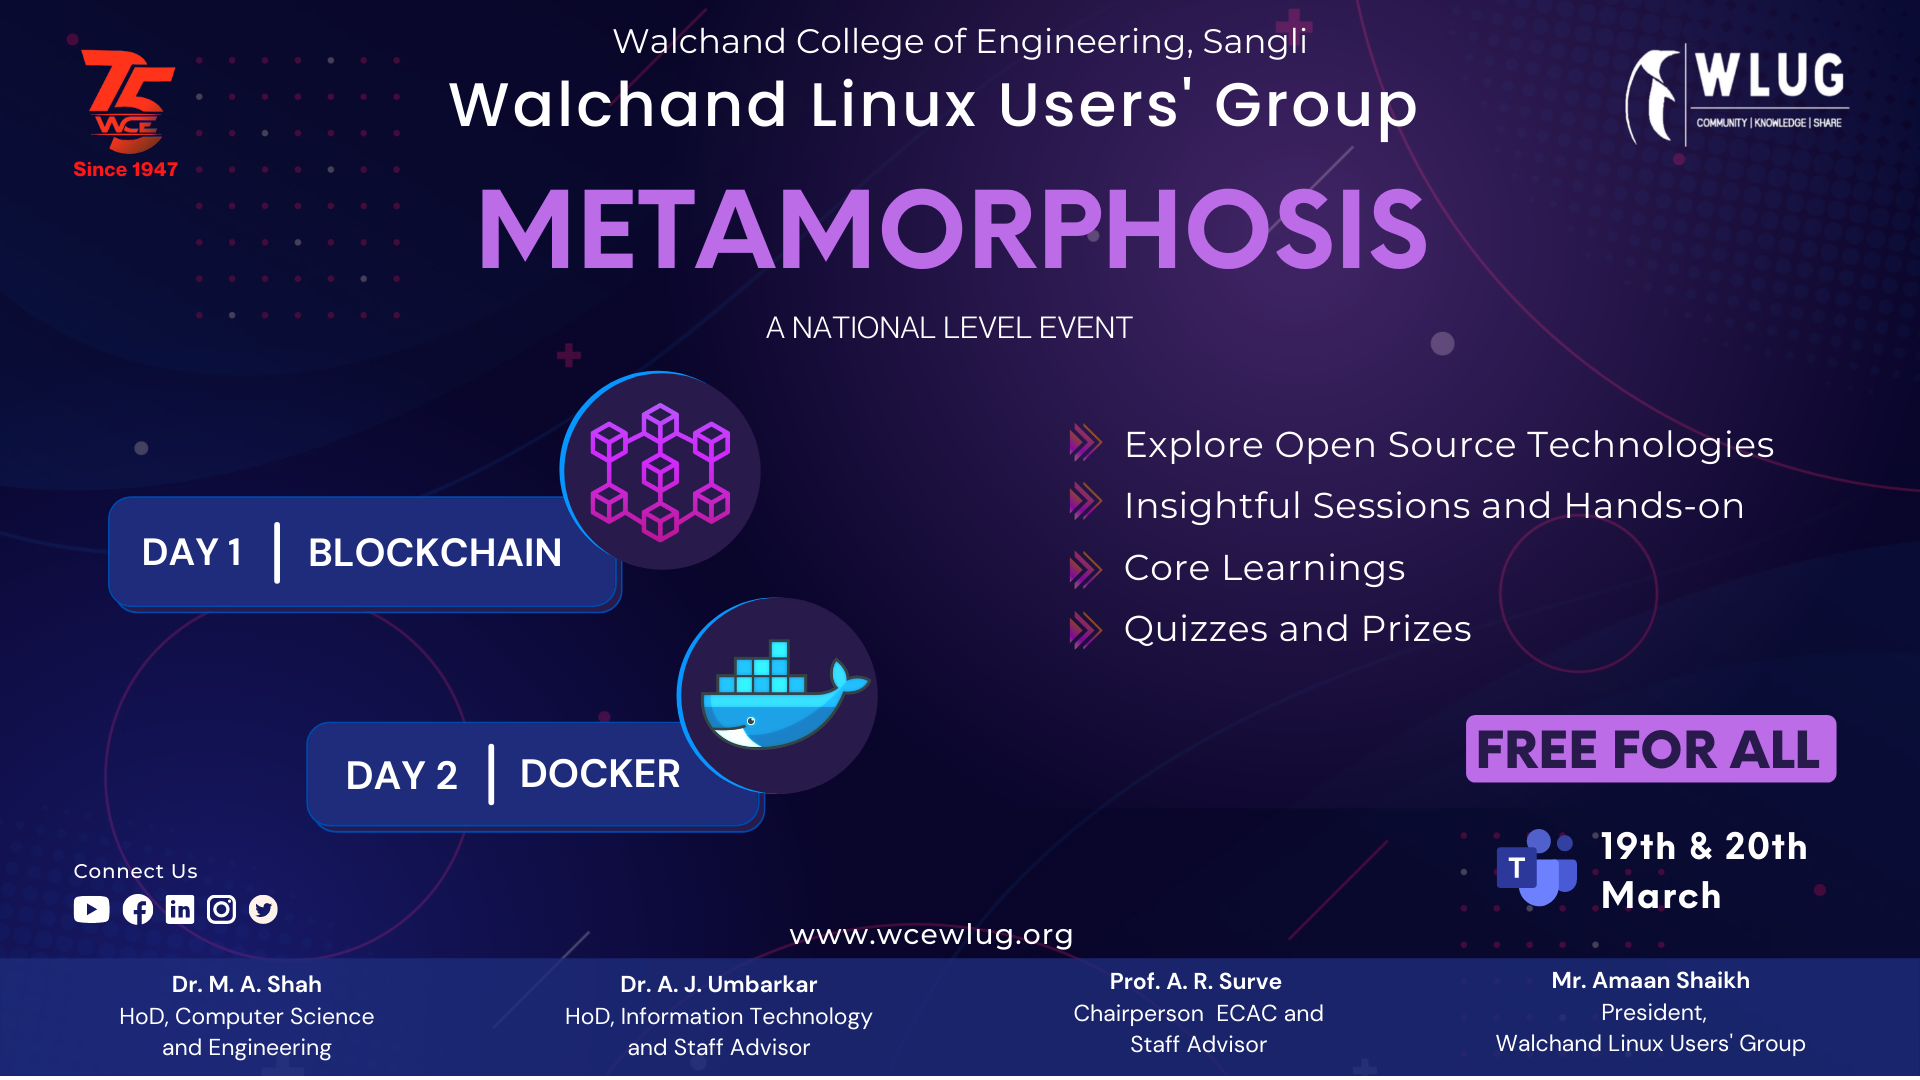 Walchand College of Engineering, Sangli
Walchand Linux Users' Group
75
WCE
Since 1947
WLUG
COMMUNITY | KNOWLEDGE | SHARE
METAMORPHOSIS
A NATIONAL LEVEL EVENT
DAY 1 | BLOCKCHAIN
DAY 2 | DOCKER
Explore Open Source Technologies
Insightful Sessions and Hands-on
Core Learnings
Quizzes and Prizes
FREE FOR ALL
T
19th & 20th
March
Connect Us
in
www.wcewlug.org
Dr. M. A. Shah
HoD, Computer Science
and Engineering
Dr. A. J. Umbarkar
HoD, Information Technology
and Staff Advisor
Prof. A. R. Surve
Chairperson ECAC and
Staff Advisor
Mr. Amaan Shaikh
President,
Walchand Linux Users' Group